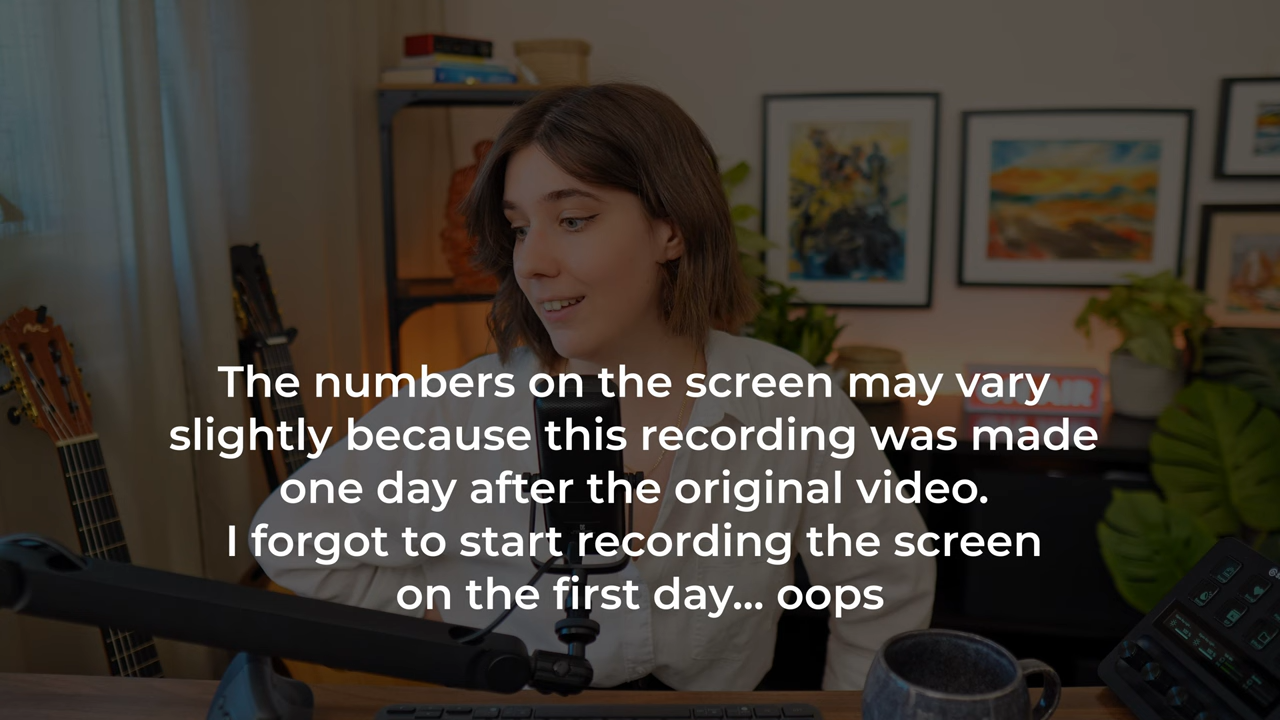 The numbers on the screen may vary
slightly because this recording was made
one day after the original video.
I forgot to start recording the screen
on the first day... oops